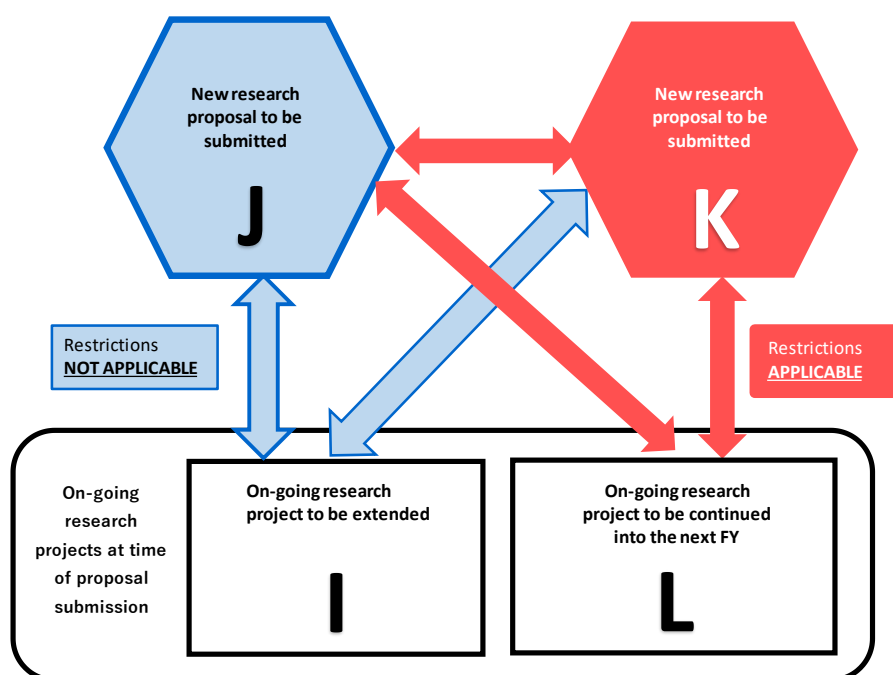 New research
proposal to be
submitted
J
New research
proposal to be
submitted
K
Restrictions
NOT APPLICABLE
Restrictions
APPLICABLE
On-going
research
projects at time
of proposal
submission
On-going research
project to be extended
I
On-going research
project to be continued
into the next FY
L